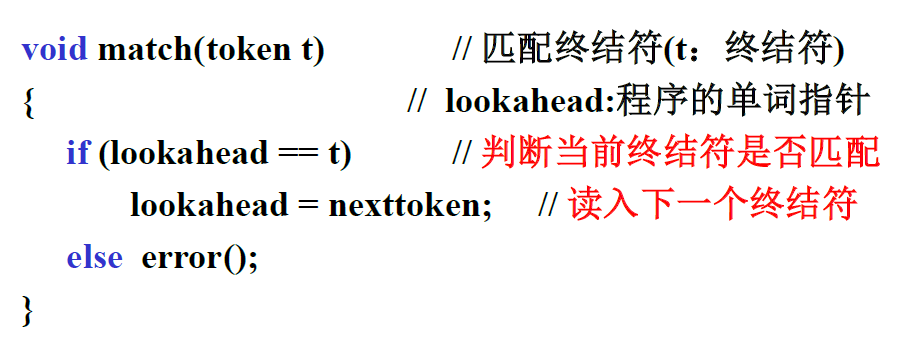 void match(token t) // 匹配终结符(t：终结符)
{ // lookahead:程序的单词指针
if (lookahead == t) // 判断当前终结符是否匹配
lookahead = nexttoken; // 读入下一个终结符
else error();
}